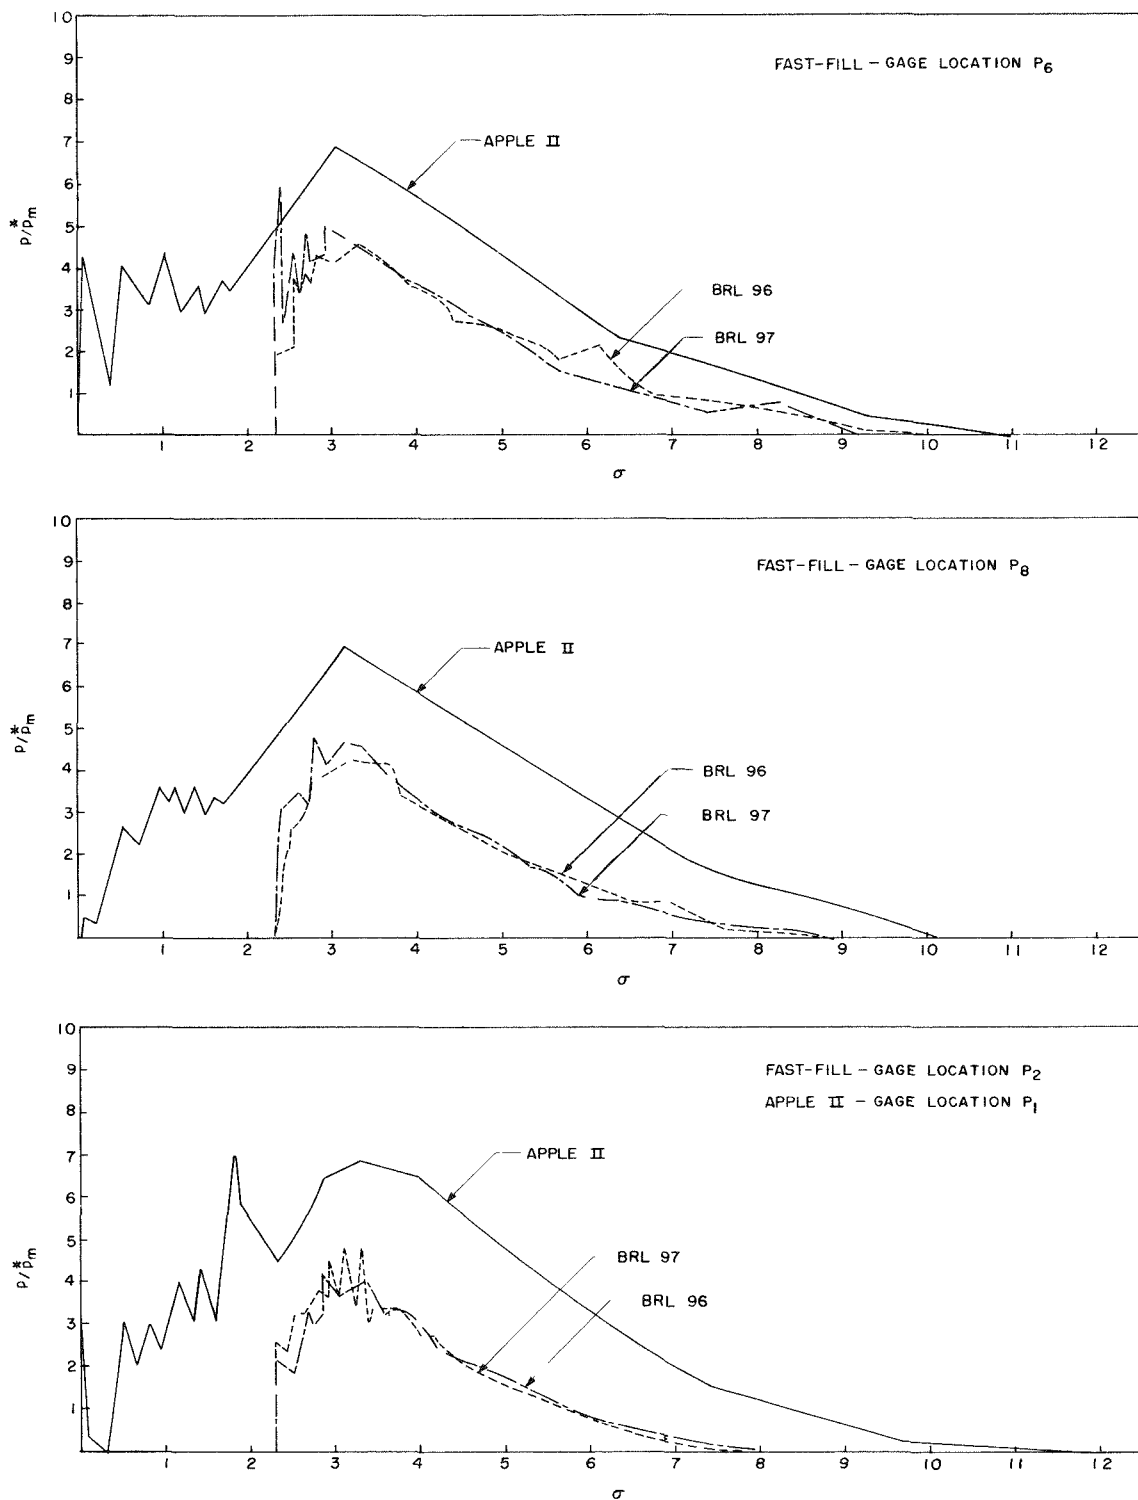 10
9
FAST-FILL – GAGE LOCATION P6
8
7
APPLE II
6
p/p*m
5
4
BRL 96
3
BRL 97
2
1
1 2 3 4 5 6 7 8 9 10 11 12
σ
10
9
FAST-FILL – GAGE LOCATION P8
8
7
APPLE II
6
p/p*m
5
4
BRL 96
3
BRL 97
2
1
1 2 3 4 5 6 7 8 9 10 11 12
σ
10
9
FAST-FILL – GAGE LOCATION P2
APPLE II – GAGE LOCATION P1
8
7
APPLE II
6
5
BRL 97
p/p*m
4
BRL 96
3
2
1
1 2 3 4 5 6 7 8 9 10 11 12
σ